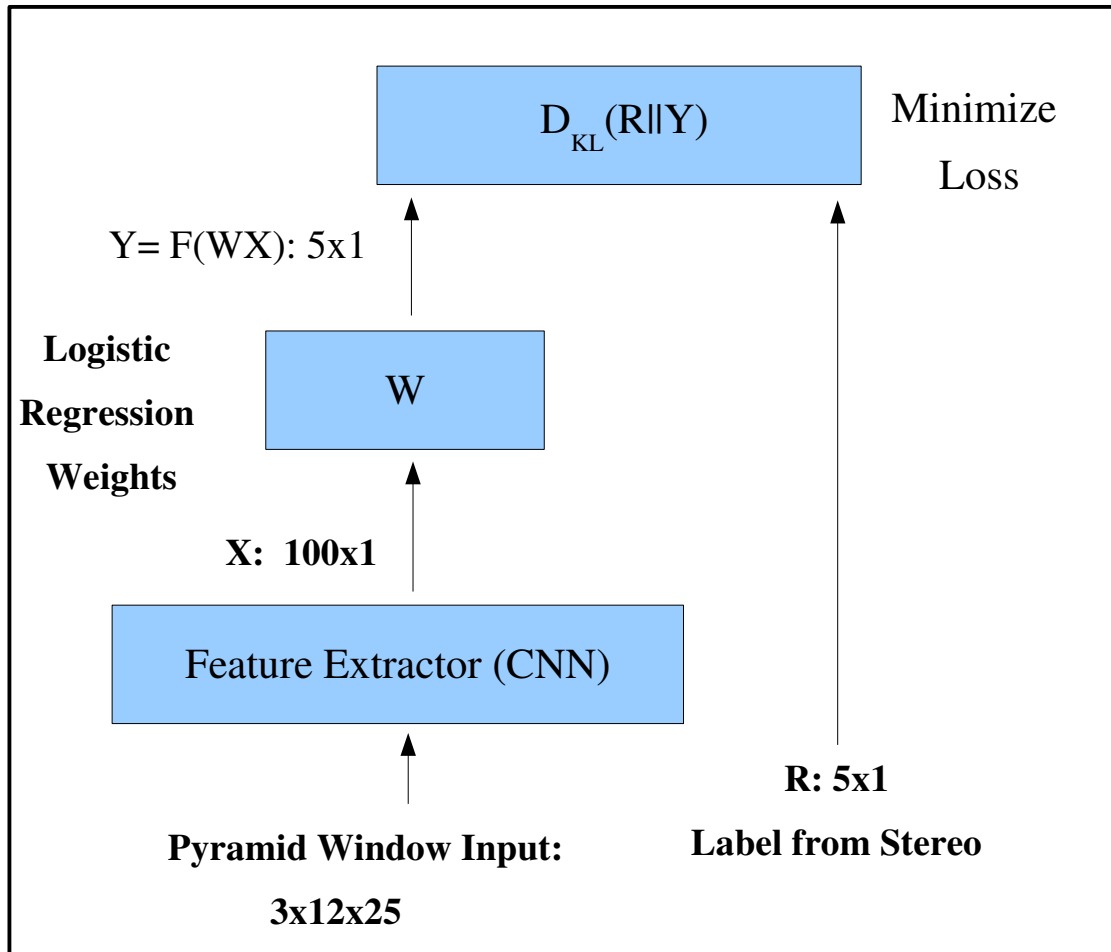 D_KL(R||Y)
Minimize
Loss
Y= F(WX): 5x1
Logistic
Regression
Weights
W
X: 100x1
Feature Extractor (CNN)
R: 5x1
Label from Stereo
Pyramid Window Input:
3x12x25